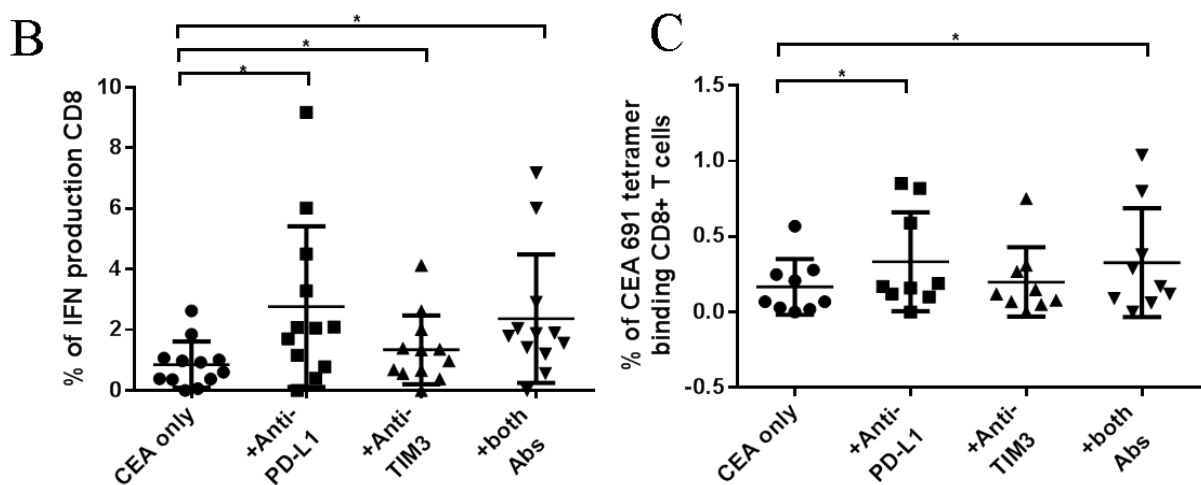 B
*
*
*
% of IFN production CD8
10
8
6
4
2
0
CEA only
+Anti-
PD-L1
+Anti-
TIM3
+both
Abs
C
*
*
% of CEA 691 tetramer
binding CD8+ T cells
1.5
1.0
0.5
0.0
-0.5
CEA only
+Anti-
PD-L1
+Anti-
TIM3
+both
Abs